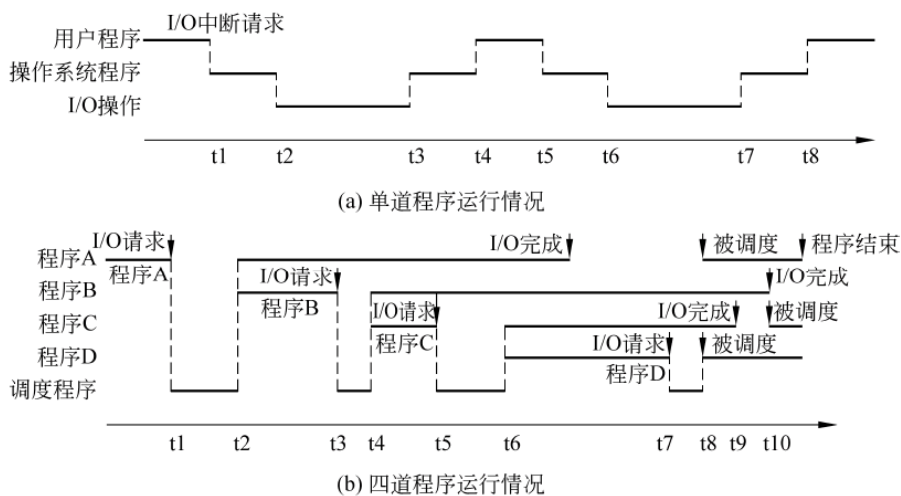 I/O中断请求
用户程序
操作系统程序
I/O操作
t1 t2 t3 t4 t5 t6 t7 t8
(a) 单道程序运行情况
I/O请求 I/O完成 被调度 程序结束
程序A 程序A I/O请求 I/O完成
程序B 程序B I/O请求 I/O完成 被调度
程序C 程序C I/O请求 被调度
程序D 程序D
调度程序
t1 t2 t3 t4 t5 t6 t7 t8 t9 t10
(b) 四道程序运行情况